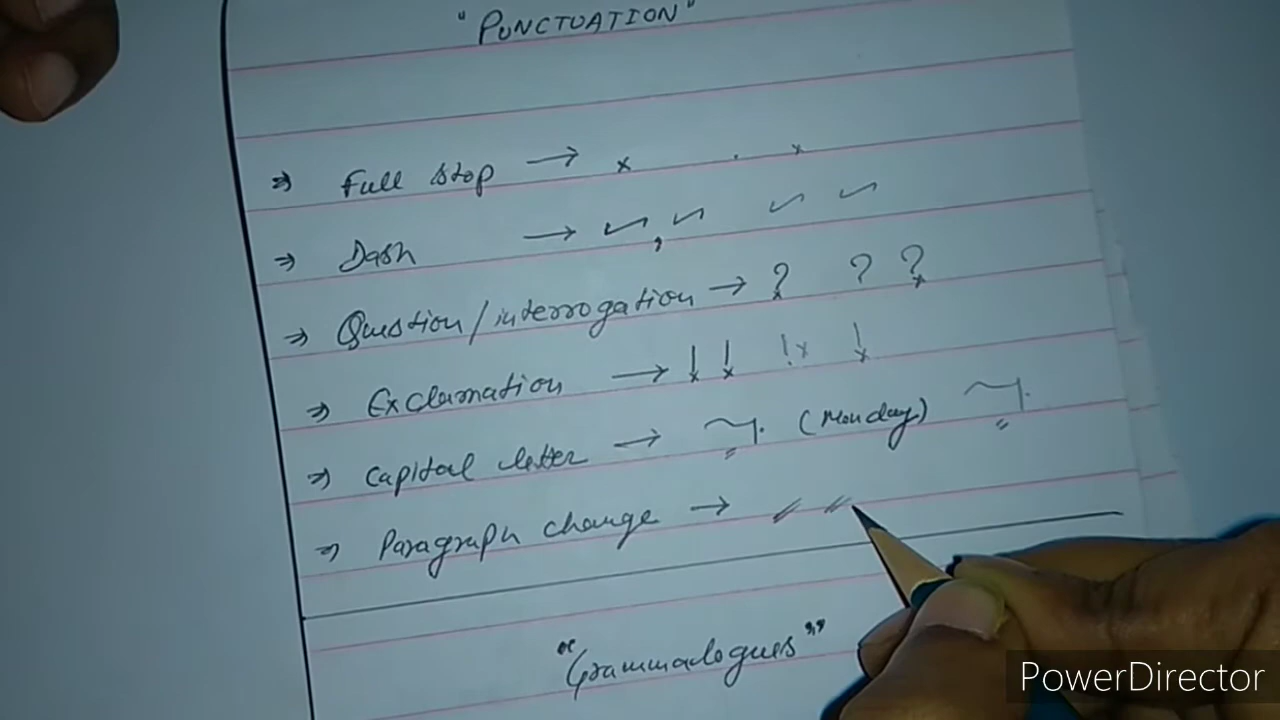 "PUNCTUATION"
⇒ Full stop → x . x
⇒ Dash → ,
⇒ Question/interrogation → ? ? ?
⇒ Exclamation → ! ! !x !
⇒ Capital letter → (Monday)
⇒ Paragraph change → // //
"Grammalogues"
PowerDirector